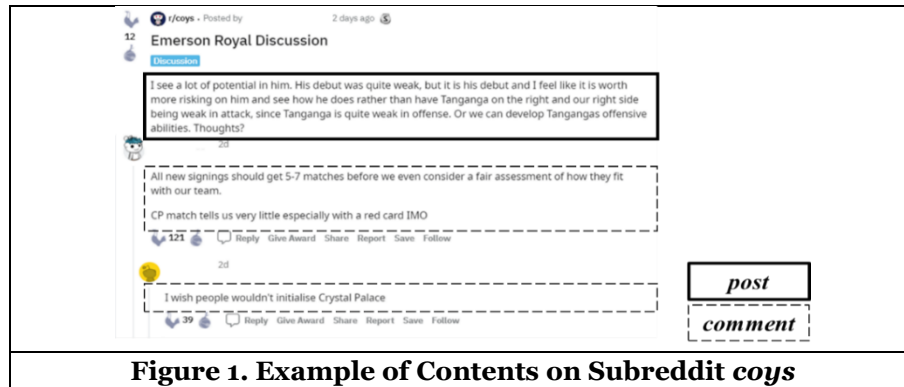 r/coys · Posted by 2 days ago
12
Emerson Royal Discussion
Discussion
I see a lot of potential in him. His debut was quite weak, but it is his debut and I feel like it is worth
more risking on him and see how he does rather than have Tanganga on the right and our right side
being weak in attack, since Tanganga is quite weak in offense. Or we can develop Tangangas offensive
abilities. Thoughts?
2d
All new signings should get 5-7 matches before we even consider a fair assessment of how they fit
with our team.
CP match tells us very little especially with a red card IMO
121 Reply Give Award Share Report Save Follow
2d
I wish people wouldn't initialise Crystal Palace
39 Reply Give Award Share Report Save Follow
post
comment
Figure 1. Example of Contents on Subreddit coys